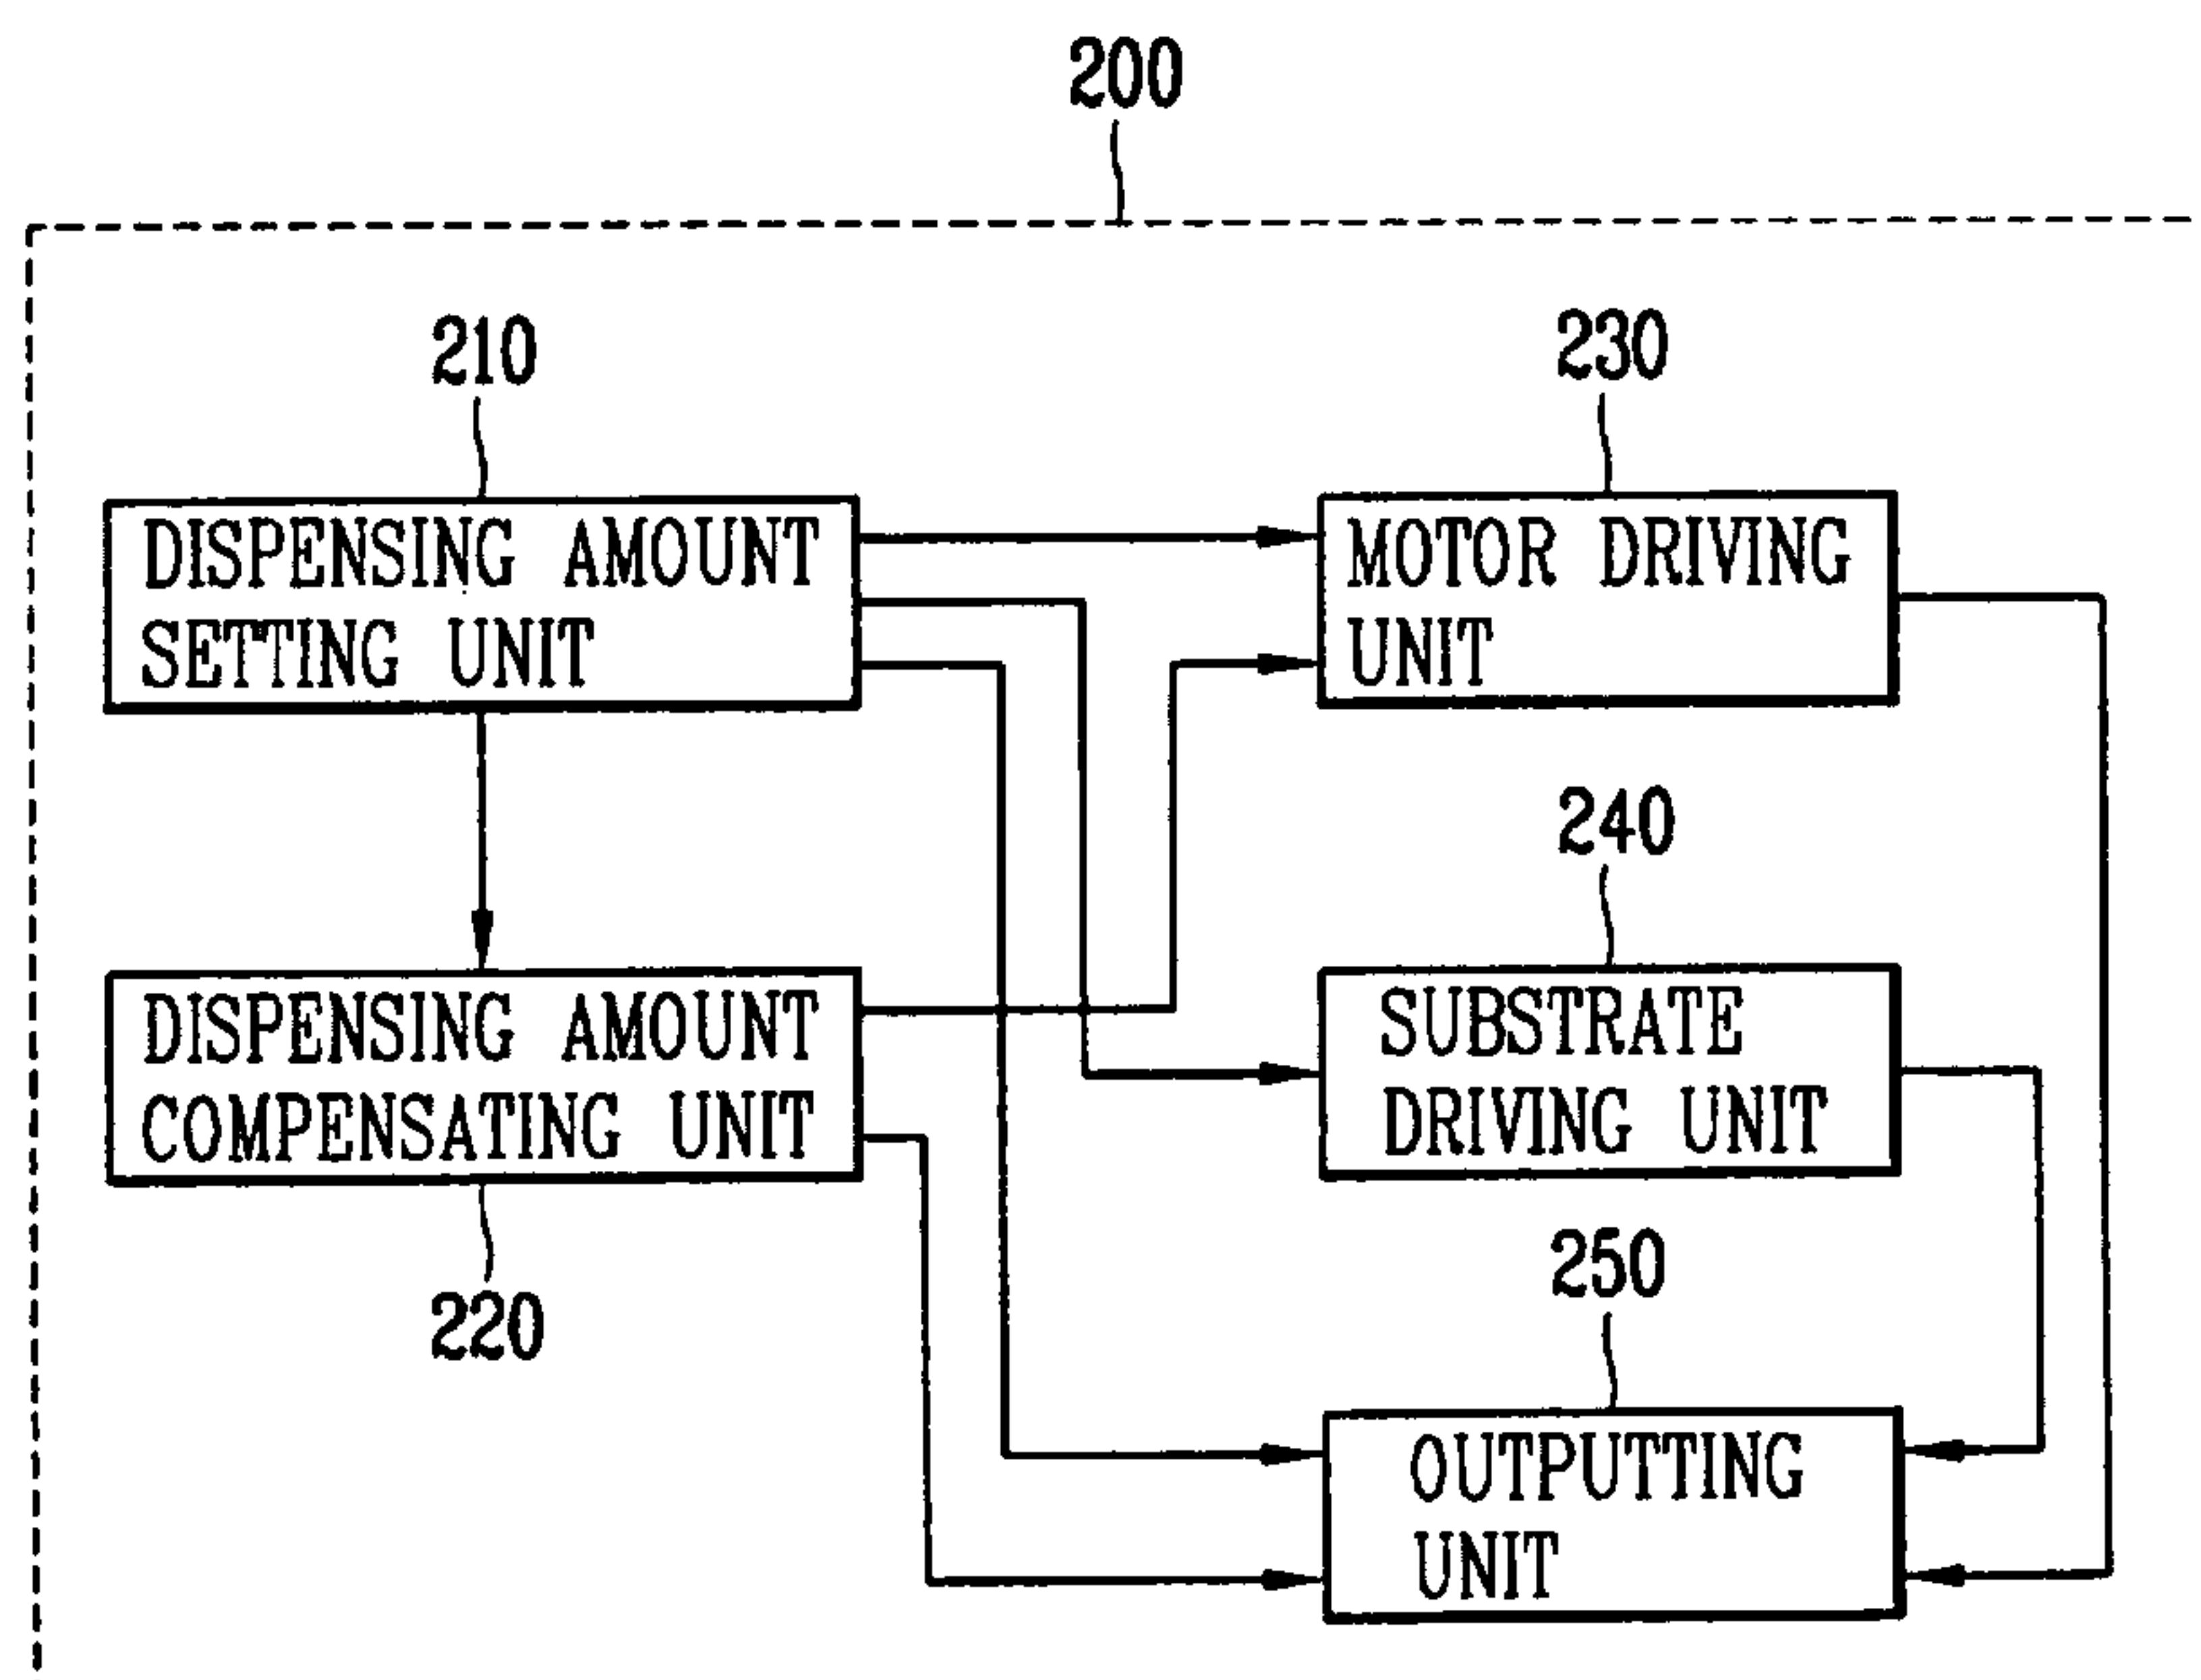 200
210
DISPENSING AMOUNT
SETTING UNIT
230
MOTOR DRIVING
UNIT
240
SUBSTRATE
DRIVING UNIT
DISPENSING AMOUNT
COMPENSATING UNIT
220
250
OUTPUTTING
UNIT